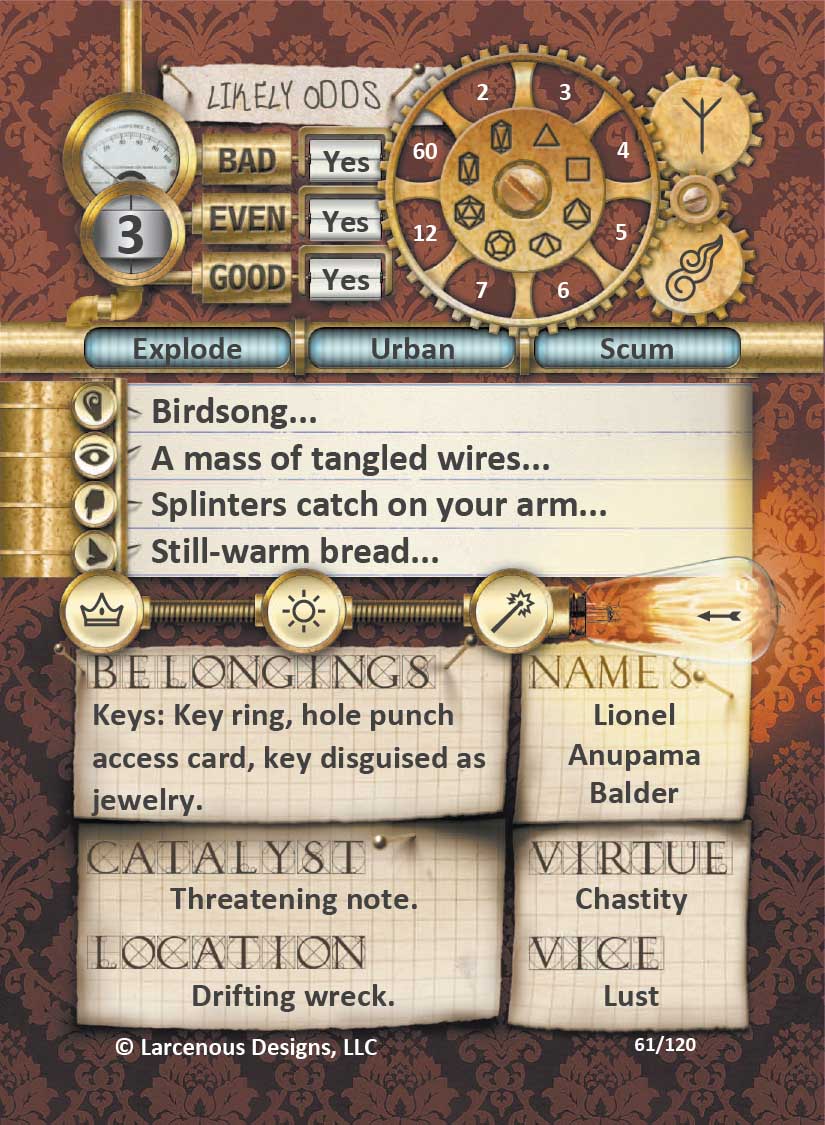 LIKELY ODDS
BAD Yes
3 EVEN Yes
GOOD Yes
2 3
60 4
12 5
7 6
Explode Urban Scum
Birdsong...
A mass of tangled wires...
Splinters catch on your arm...
Still-warm bread...
BELONGINGS
Keys: Key ring, hole punch
access card, key disguised as
jewelry.
NAMES
Lionel
Anupama
Balder
CATALYST
Threatening note.
LOCATION
Drifting wreck.
VIRTUE
Chastity
VICE
Lust
© Larcenous Designs, LLC
61/120